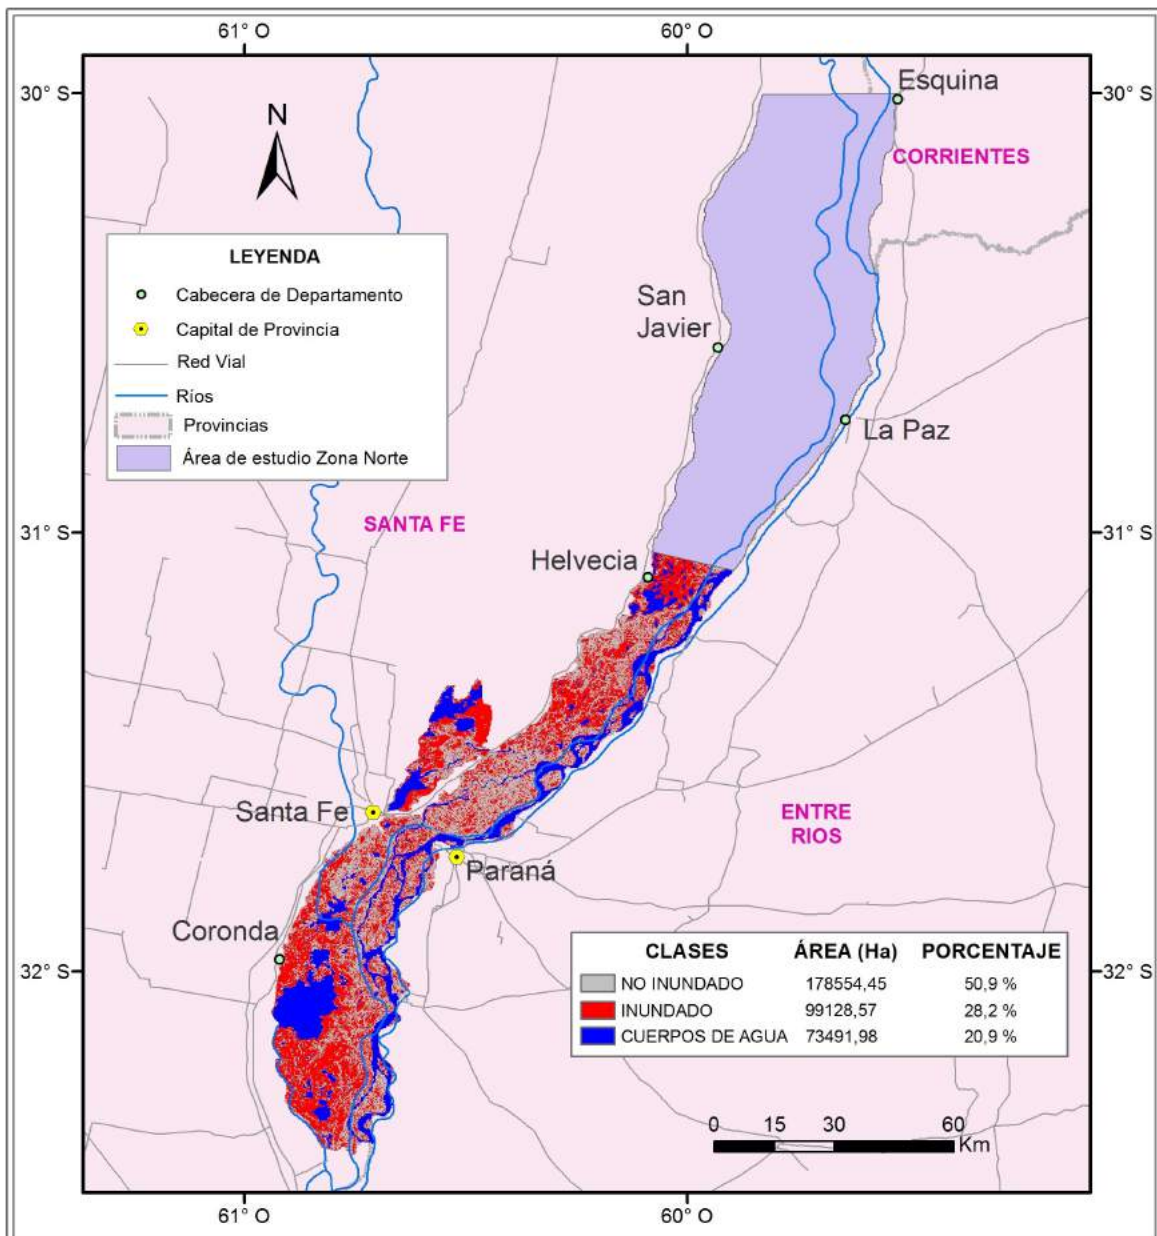 61° O
60° O
30° S
30° S
Esquina
N
CORRIENTES
LEYENDA
Cabecera de Departamento
Capital de Provincia
Red Vial
Ríos
Provincias
Área de estudio Zona Norte
San
Javier
La Paz
31° S
31° S
SANTA FE
Helvecia
Santa Fe
ENTRE
RIOS
Paraná
Coronda
32° S
32° S
CLASES ÁREA (Ha) PORCENTAJE
NO INUNDADO 178554,45 50,9 %
INUNDADO 99128,57 28,2 %
CUERPOS DE AGUA 73491,98 20,9 %
0 15 30 60
Km
61° O
60° O